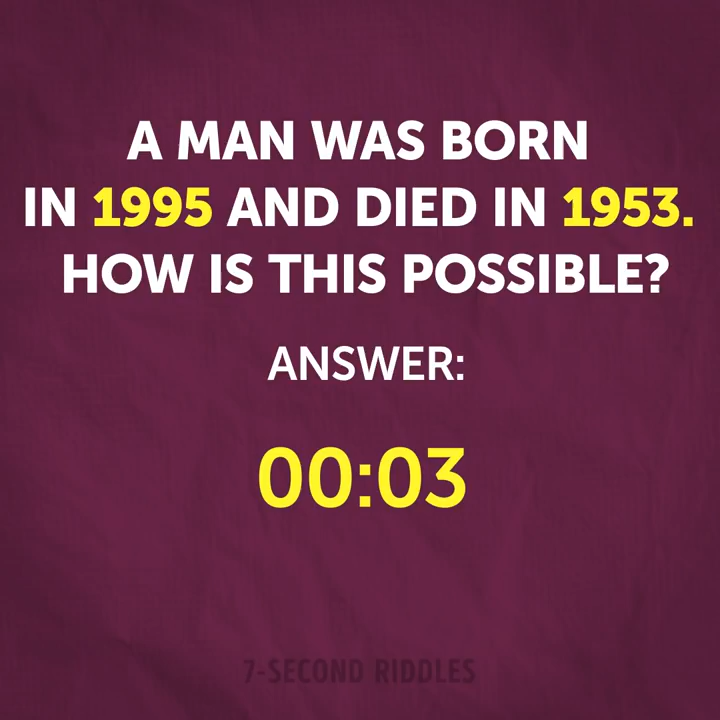 A MAN WAS BORN
IN 1995 AND DIED IN 1953.
HOW IS THIS POSSIBLE?
ANSWER:
00:03
7-SECOND RIDDLES